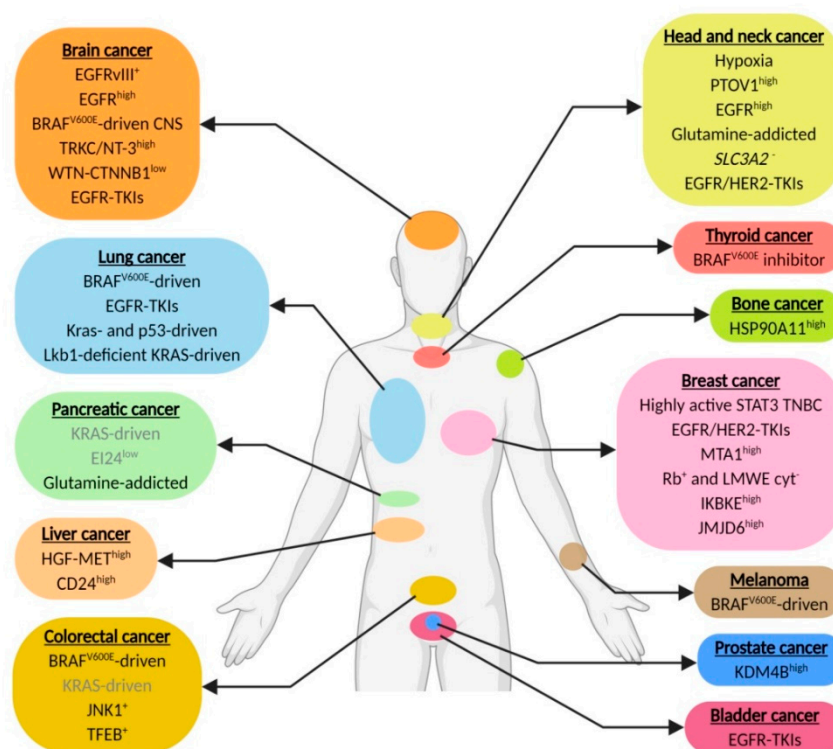 Brain cancer
EGFRvIII⁺
EGFRʰⁱᵍʰ
BRAFⱽ⁶⁰⁰ᴱ-driven CNS
TRKC/NT-3ʰⁱᵍʰ
WTN-CTNNB1ˡᵒʷ
EGFR-TKIs
Lung cancer
BRAFⱽ⁶⁰⁰ᴱ-driven
EGFR-TKIs
Kras- and p53-driven
Lkb1-deficient KRAS-driven
Pancreatic cancer
KRAS-driven
EI24ˡᵒʷ
Glutamine-addicted
Liver cancer
HGF-METʰⁱᵍʰ
CD24ʰⁱᵍʰ
Colorectal cancer
BRAFⱽ⁶⁰⁰ᴱ-driven
KRAS-driven
JNK1⁺
TFEB⁺
Head and neck cancer
Hypoxia
PTOV1ʰⁱᵍʰ
EGFRʰⁱᵍʰ
Glutamine-addicted
SLC3A2⁻
EGFR/HER2-TKIs
Thyroid cancer
BRAFⱽ⁶⁰⁰ᴱ inhibitor
Bone cancer
HSP90A11ʰⁱᵍʰ
Breast cancer
Highly active STAT3 TNBC
EGFR/HER2-TKIs
MTA1ʰⁱᵍʰ
Rb⁺ and LMWE cyt⁻
IKBKEʰⁱᵍʰ
JMJD6ʰⁱᵍʰ
Melanoma
BRAFⱽ⁶⁰⁰ᴱ-driven
Prostate cancer
KDM4Bʰⁱᵍʰ
Bladder cancer
EGFR-TKIs